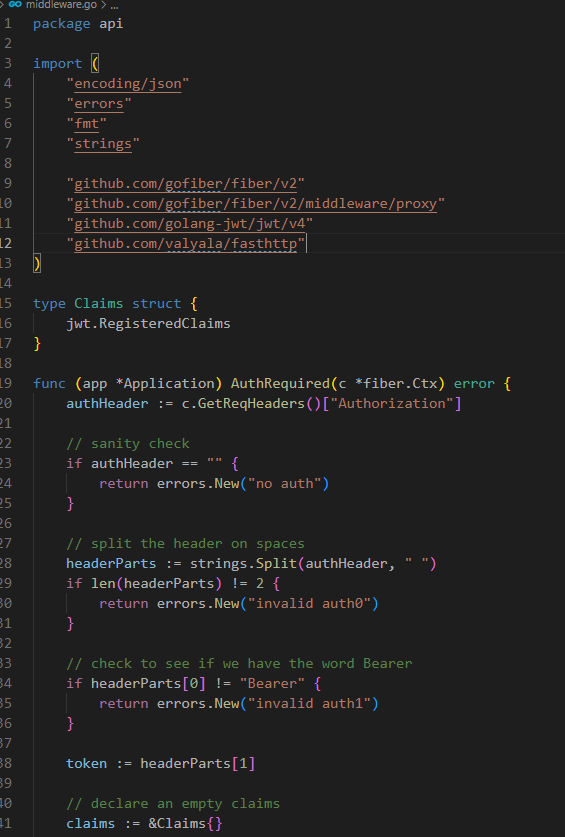 middleware.go > ...
1 package api
2
3 import (
4 "encoding/json"
5 "errors"
6 "fmt"
7 "strings"
8
9 "github.com/gofiber/fiber/v2"
10 "github.com/gofiber/fiber/v2/middleware/proxy"
11 "github.com/golang-jwt/jwt/v4"
12 "github.com/valyala/fasthttp"
13 )
14
15 type Claims struct {
16 jwt.RegisteredClaims
17 }
18
19 func (app *Application) AuthRequired(c *fiber.Ctx) error {
20 authHeader := c.GetReqHeaders()["Authorization"]
21
22 // sanity check
23 if authHeader == "" {
24 return errors.New("no auth")
25 }
26
27 // split the header on spaces
28 headerParts := strings.Split(authHeader, " ")
29 if len(headerParts) != 2 {
30 return errors.New("invalid auth0")
31 }
32
33 // check to see if we have the word Bearer
34 if headerParts[0] != "Bearer" {
35 return errors.New("invalid auth1")
36 }
37
38 token := headerParts[1]
39
40 // declare an empty claims
41 claims := &Claims{}